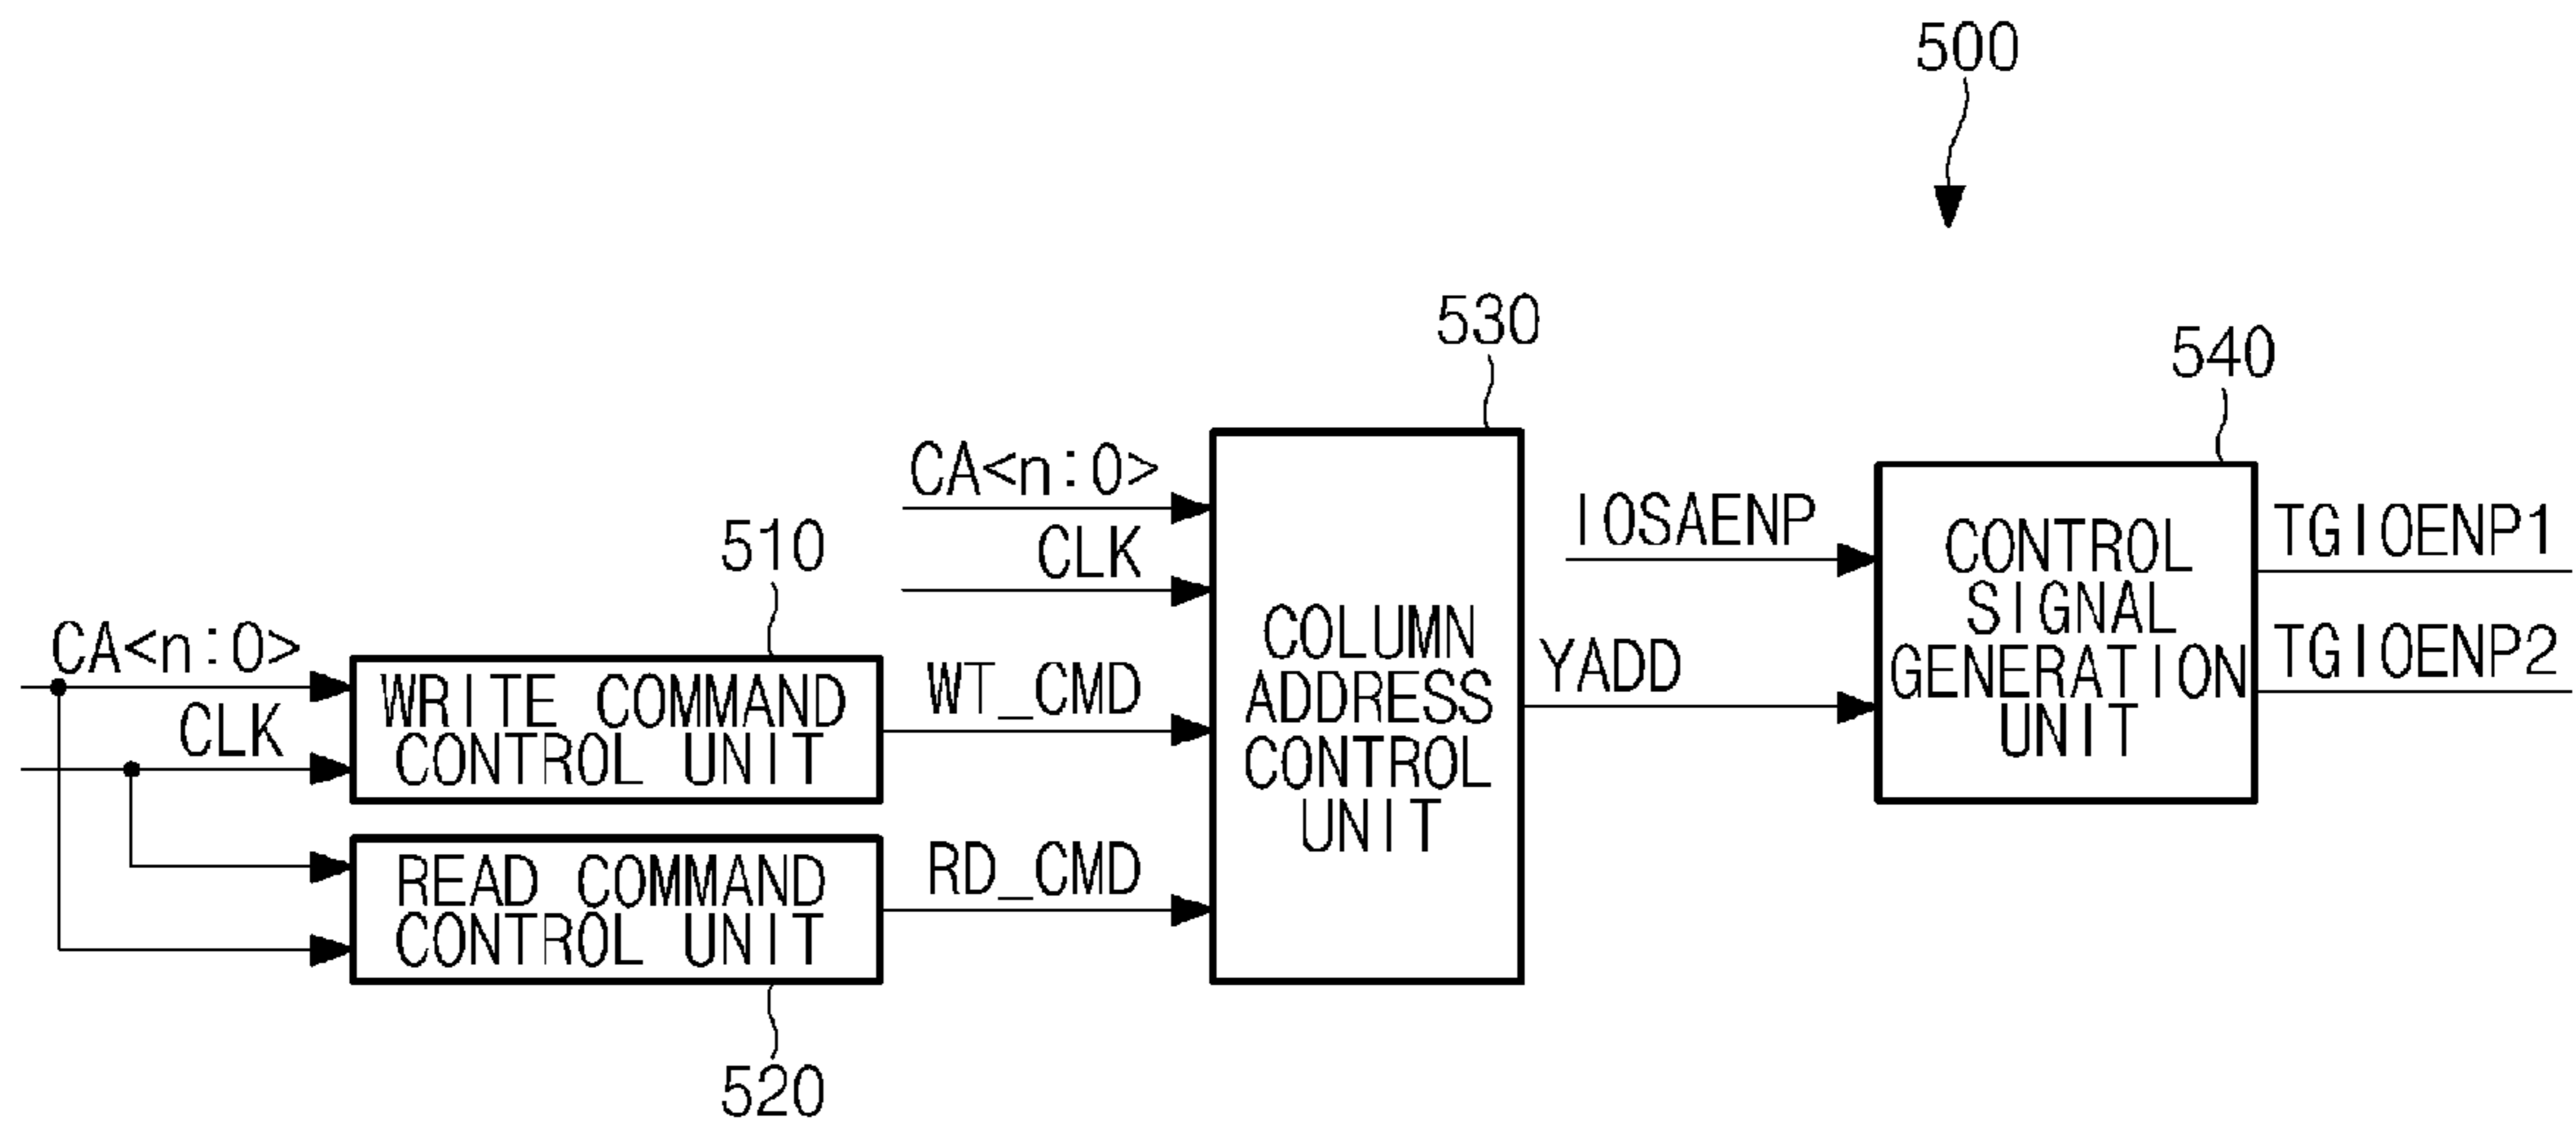 500
530
540
CA<n:0>
CLK
IOSAENP
CONTROL
SIGNAL
GENERATION
UNIT
TGIOENP1
TGIOENP2
510
CA<n:0>
CLK
WRITE COMMAND
CONTROL UNIT
WT_CMD
COLUMN
ADDRESS
CONTROL
UNIT
YADD
READ COMMAND
CONTROL UNIT
RD_CMD
520